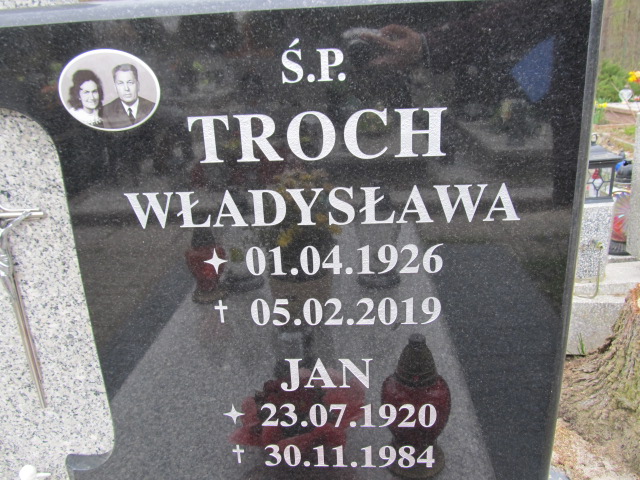 Ś.P.
TROCH
WŁADYSŁAWA
✦ 01.04.1926
✝ 05.02.2019
JAN
✦ 23.07.1920
✝ 30.11.1984